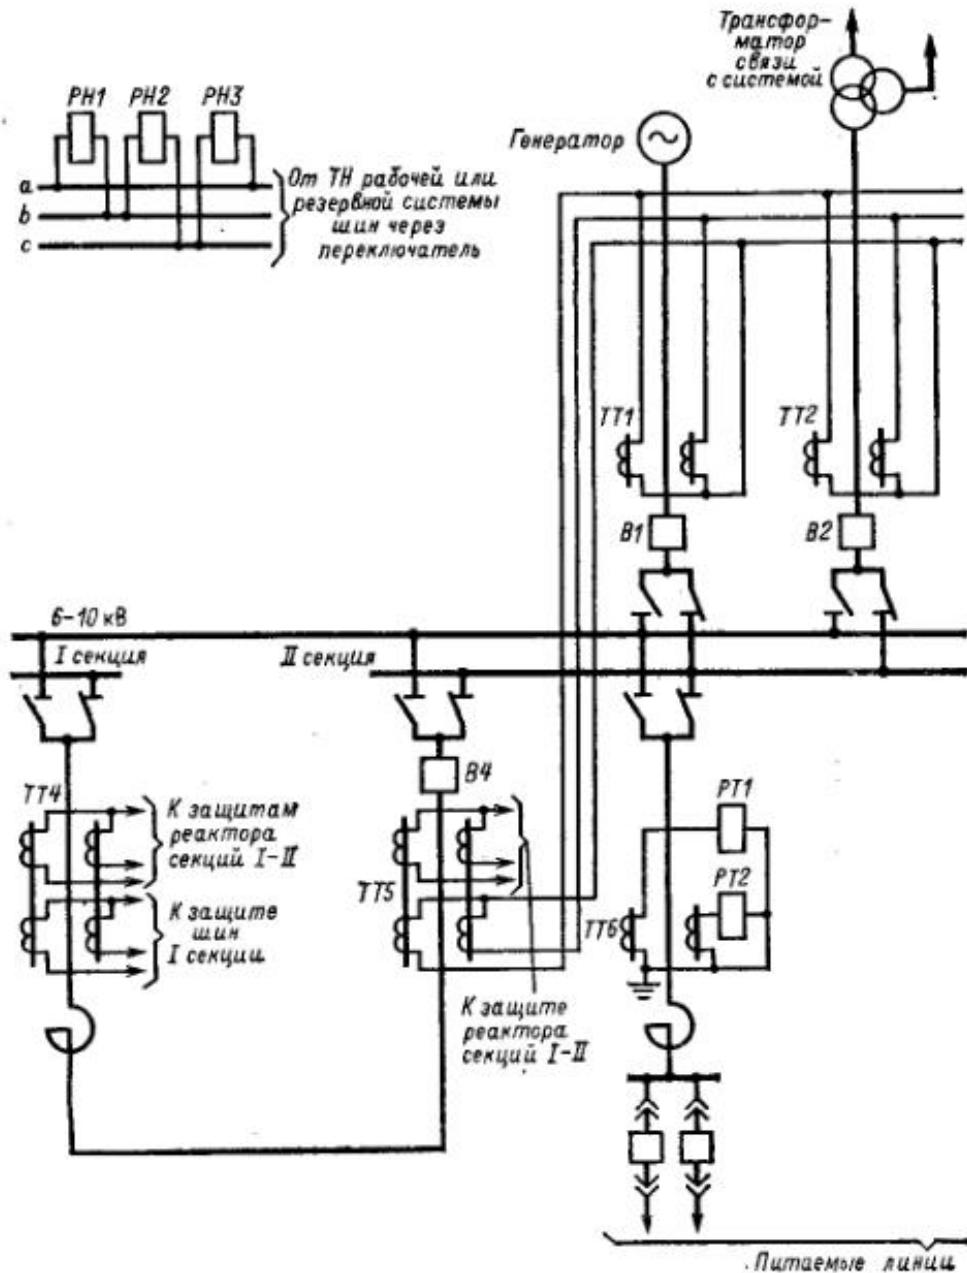 Трансфор-
матор
связи
с системой
РН1 РН2 РН3
Генератор
a
b
c
От ТН рабочей или
резервной системы
шин через
переключатель
ТТ1
ТТ2
В1
В2
6-10 кВ
I секция
II секция
В4
ТТ4
К защитам
реактора
секций I-II
ТТ5
К защите
шин
I секции
РТ1
РТ2
ТТ6
К защите
реактора
секций I-II
Питаемые линии